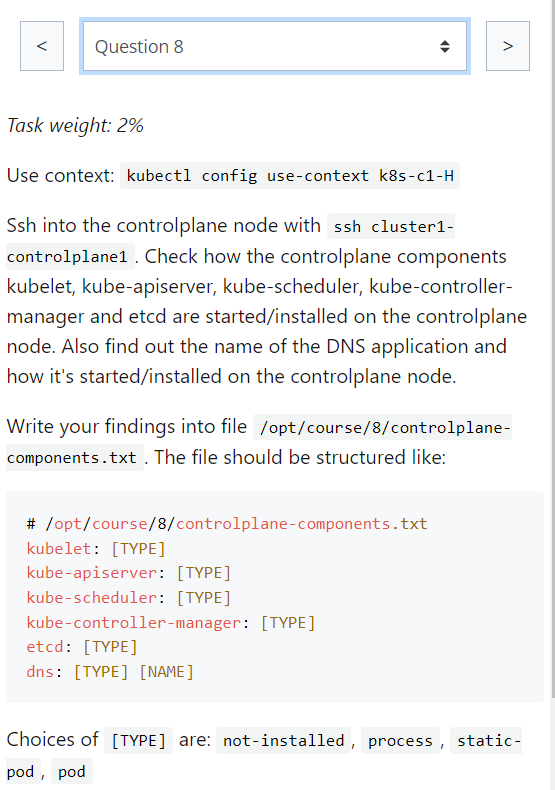 <
Question 8
>
Task weight: 2%
Use context: kubectl config use-context k8s-c1-H
Ssh into the controlplane node with ssh cluster1-
controlplane1 . Check how the controlplane components
kubelet, kube-apiserver, kube-scheduler, kube-controller-
manager and etcd are started/installed on the controlplane
node. Also find out the name of the DNS application and
how it's started/installed on the controlplane node.
Write your findings into file /opt/course/8/controlplane-
components.txt . The file should be structured like:
# /opt/course/8/controlplane-components.txt
kubelet: [TYPE]
kube-apiserver: [TYPE]
kube-scheduler: [TYPE]
kube-controller-manager: [TYPE]
etcd: [TYPE]
dns: [TYPE] [NAME]
Choices of [TYPE] are: not-installed , process , static-
pod , pod